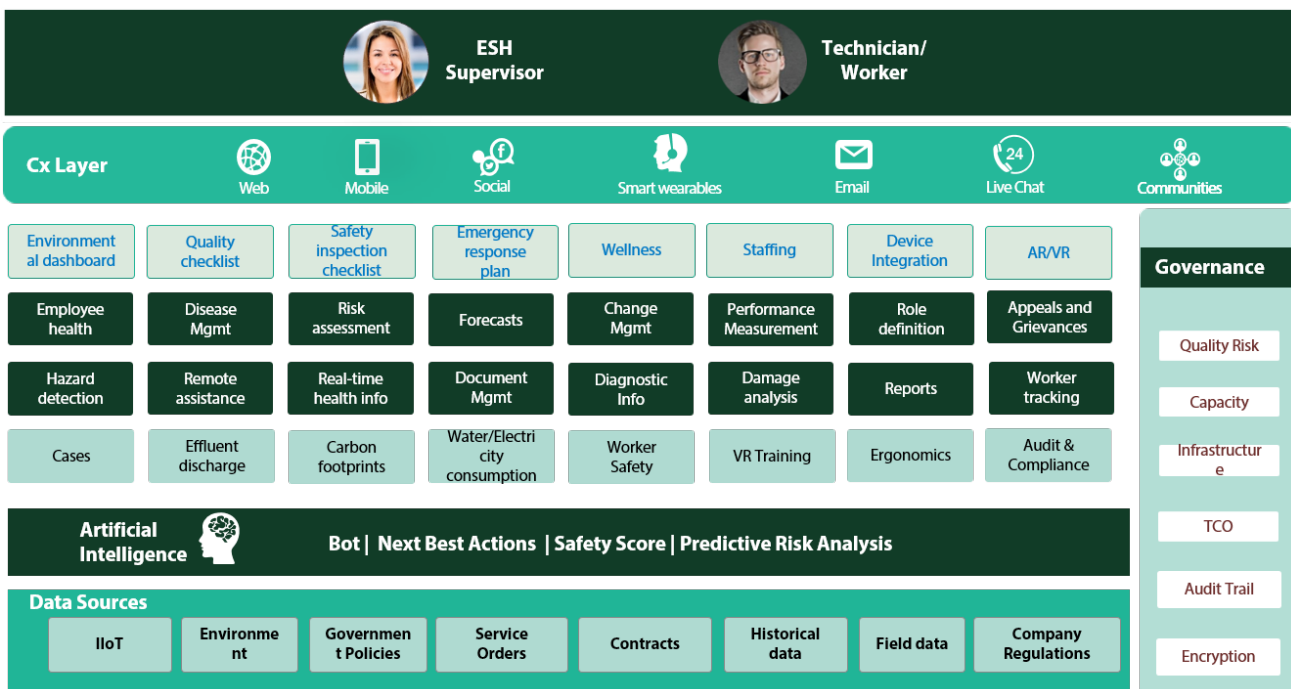 ESH
Supervisor
Technician/
Worker
Cx Layer
Web
Mobile
Social
Smart wearables
Email
24
Live Chat
Communities
Environment
al dashboard
Quality
checklist
Safety
inspection
checklist
Emergency
response
plan
Wellness
Staffing
Device
Integration
AR/VR
Employee
health
Disease
Mgmt
Risk
assessment
Forecasts
Change
Mgmt
Performance
Measurement
Role
definition
Appeals and
Grievances
Hazard
detection
Remote
assistance
Real-time
health info
Document
Mgmt
Diagnostic
Info
Damage
analysis
Reports
Worker
tracking
Cases
Effluent
discharge
Carbon
footprints
Water/Electri
city
consumption
Worker
Safety
VR Training
Ergonomics
Audit &
Compliance
Governance
Quality Risk
Capacity
Infrastructur
e
TCO
Audit Trail
Encryption
Artificial
Intelligence
Bot | Next Best Actions | Safety Score | Predictive Risk Analysis
Data Sources
IIoT
Environme
nt
Governmen
t Policies
Service
Orders
Contracts
Historical
data
Field data
Company
Regulations